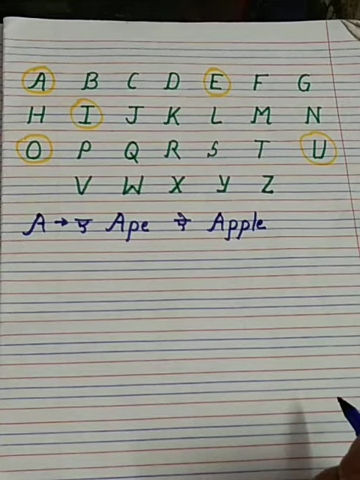 A B C D E F G
H I J K L M N
O P Q R S T U
V W X Y Z
A → Ape Apple